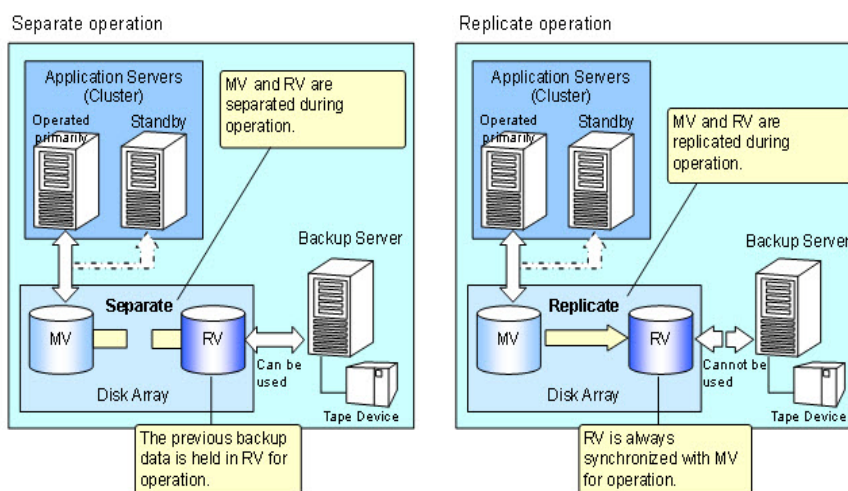 Separate operation
Application Servers
(Cluster)
Operated
primarily
Standby
MV and RV are
separated during
operation.
Backup Server
Separate
MV
RV
Can be
used
Disk Array
Tape Device
The previous backup
data is held in RV for
operation.
Replicate operation
Application Servers
(Cluster)
Operated
primarily
Standby
MV and RV are
replicated during
operation.
Backup Server
Replicate
MV
RV
Cannot be
used
Disk Array
Tape Device
RV is always
synchronized with MV
for operation.